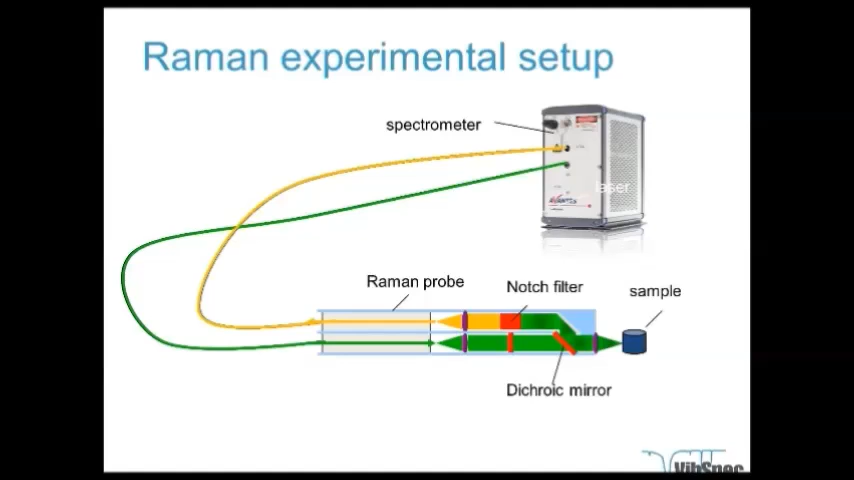 Raman experimental setup
spectrometer
laser
Raman probe
Notch filter
sample
Dichroic mirror
VibSpec